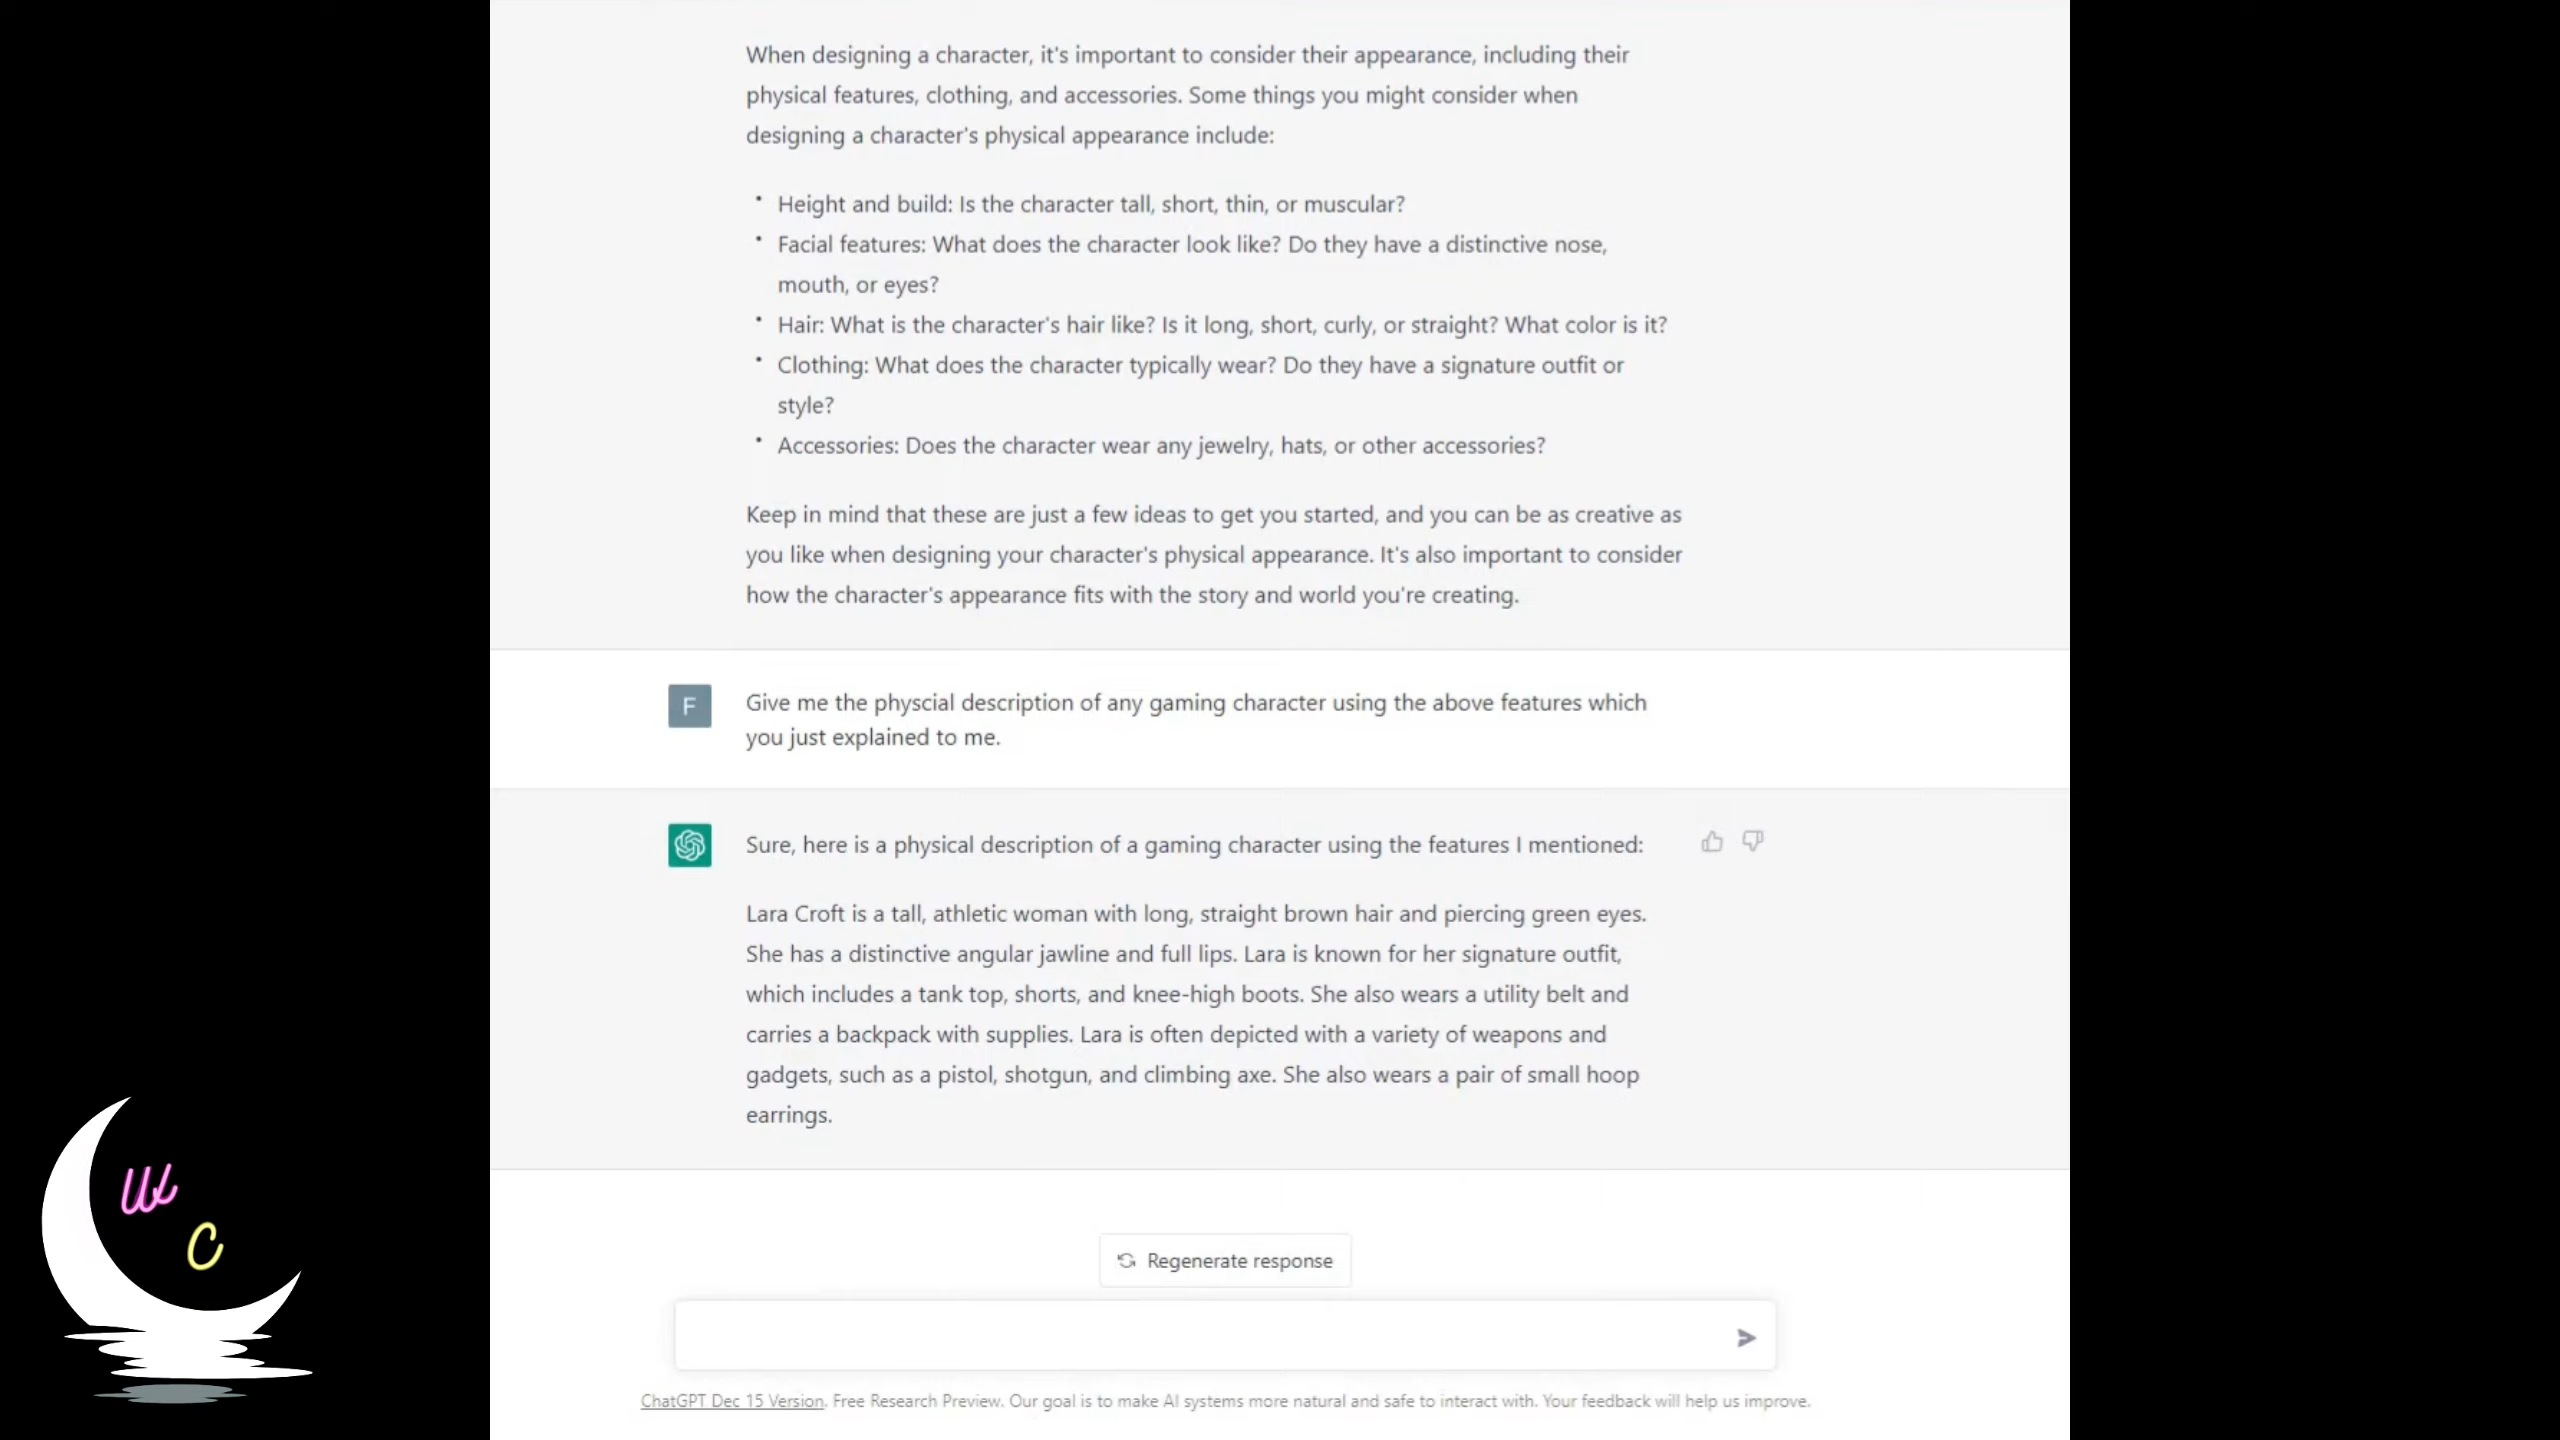 When designing a character, it's important to consider their appearance, including their
physical features, clothing, and accessories. Some things you might consider when
designing a character's physical appearance include:
• Height and build: Is the character tall, short, thin, or muscular?
• Facial features: What does the character look like? Do they have a distinctive nose,
mouth, or eyes?
• Hair: What is the character's hair like? Is it long, short, curly, or straight? What color is it?
• Clothing: What does the character typically wear? Do they have a signature outfit or
style?
• Accessories: Does the character wear any jewelry, hats, or other accessories?
Keep in mind that these are just a few ideas to get you started, and you can be as creative as
you like when designing your character's physical appearance. It's also important to consider
how the character's appearance fits with the story and world you're creating.
F
Give me the physcial description of any gaming character using the above features which
you just explained to me.
Sure, here is a physical description of a gaming character using the features I mentioned:
Lara Croft is a tall, athletic woman with long, straight brown hair and piercing green eyes.
She has a distinctive angular jawline and full lips. Lara is known for her signature outfit,
which includes a tank top, shorts, and knee-high boots. She also wears a utility belt and
carries a backpack with supplies. Lara is often depicted with a variety of weapons and
gadgets, such as a pistol, shotgun, and climbing axe. She also wears a pair of small hoop
earrings.
Regenerate response
ChatGPT Dec 15 Version. Free Research Preview. Our goal is to make AI systems more natural and safe to interact with. Your feedback will help us improve.
C